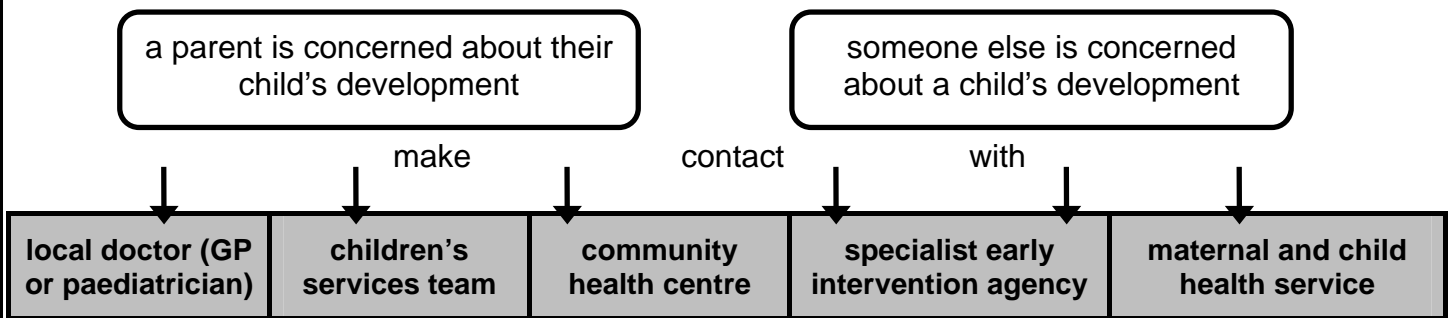 a parent is concerned about their
child's development
someone else is concerned
about a child's development
make contact with
local doctor (GP
or paediatrician)
children's
services team
community
health centre
specialist early
intervention agency
maternal and child
health service